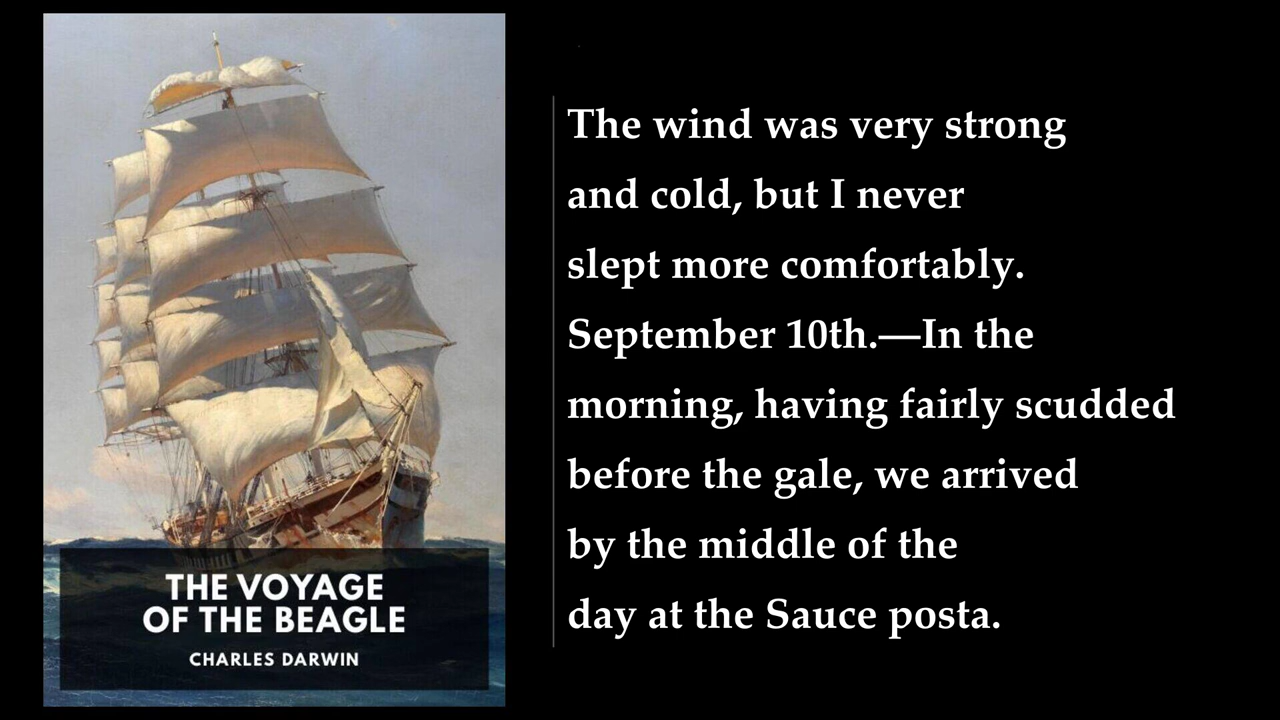 THE VOYAGE
OF THE BEAGLE
CHARLES DARWIN
The wind was very strong
and cold, but I never
slept more comfortably.
September 10th.—In the
morning, having fairly scudded
before the gale, we arrived
by the middle of the
day at the Sauce posta.